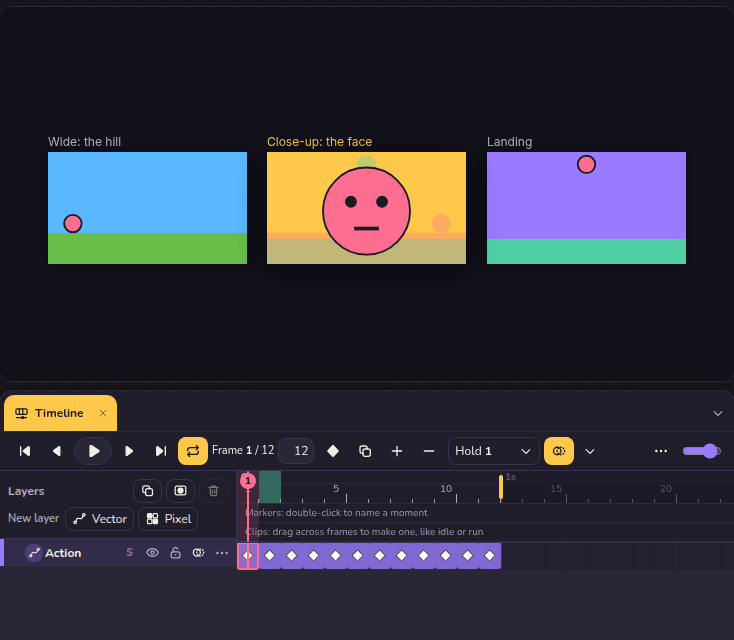 Wide: the hill
Close-up: the face
Landing
Timeline
Frame 1 / 12
12
Hold 1
1
5
10
1s
15
20
Layers
New layer
Vector
Pixel
Markers: double-click to name a moment
Clips: drag across frames to make one, like idle or run
Action
S